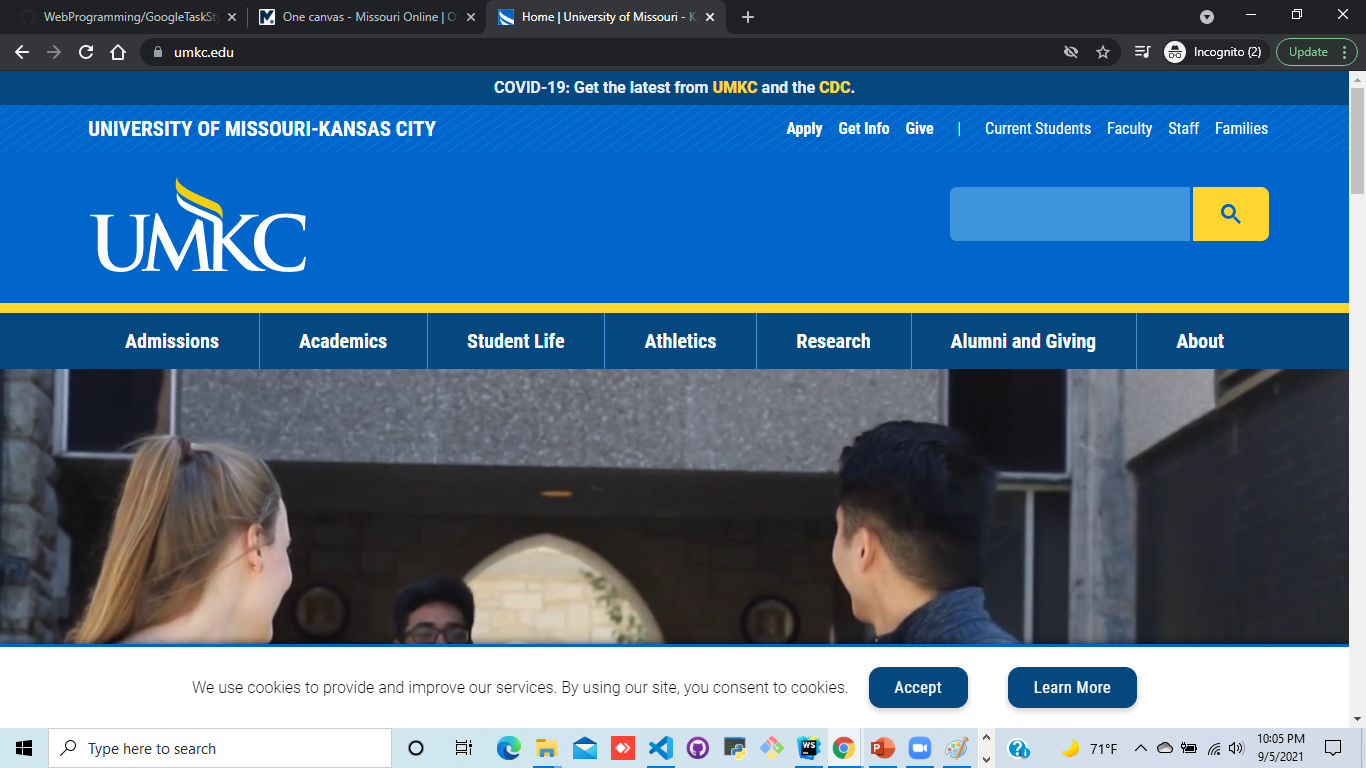 WebProgramming/GoogleTaskSt
One canvas - Missouri Online | O
Home | University of Missouri - K
umkc.edu
Incognito (2)
Update
COVID-19: Get the latest from UMKC and the CDC.
UNIVERSITY OF MISSOURI-KANSAS CITY
Apply Get Info Give | Current Students Faculty Staff Families
UMKC
Admissions Academics Student Life Athletics Research Alumni and Giving About
We use cookies to provide and improve our services. By using our site, you consent to cookies. Accept Learn More
Type here to search
WS
71°F
10:05 PM
9/5/2021